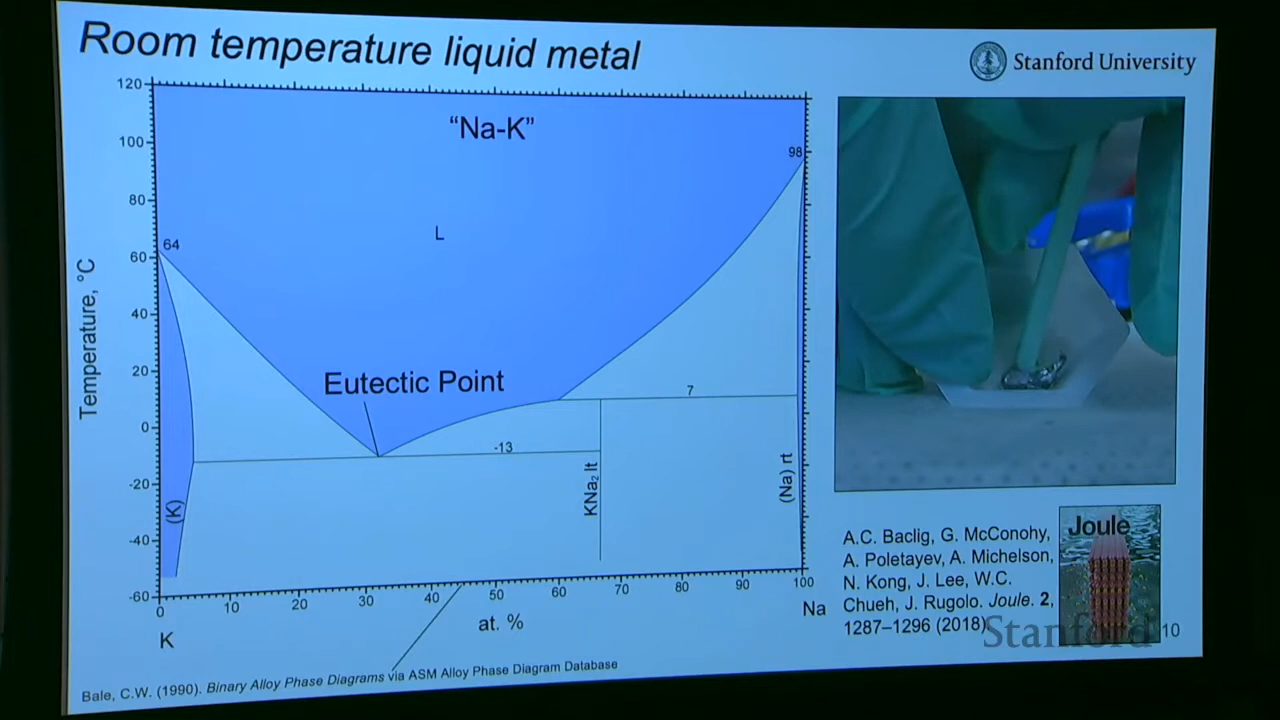 Room temperature liquid metal
Stanford University
120
100
80
60
40
20
0
-20
-40
-60
Temperature, °C
"Na-K"
98
64
L
Eutectic Point
7
-13
(K)
KNa₂ lt
(Na) rt
0
10
20
30
40
50
60
70
80
90
100
K
at. %
Na
Bale, C.W. (1990). Binary Alloy Phase Diagrams via ASM Alloy Phase Diagram Database
A.C. Baclig, G. McConohy,
A. Poletayev, A. Michelson,
N. Kong, J. Lee, W.C.
Chueh, J. Rugolo. Joule. 2,
1287–1296 (2018)
Joule
Stanford
10